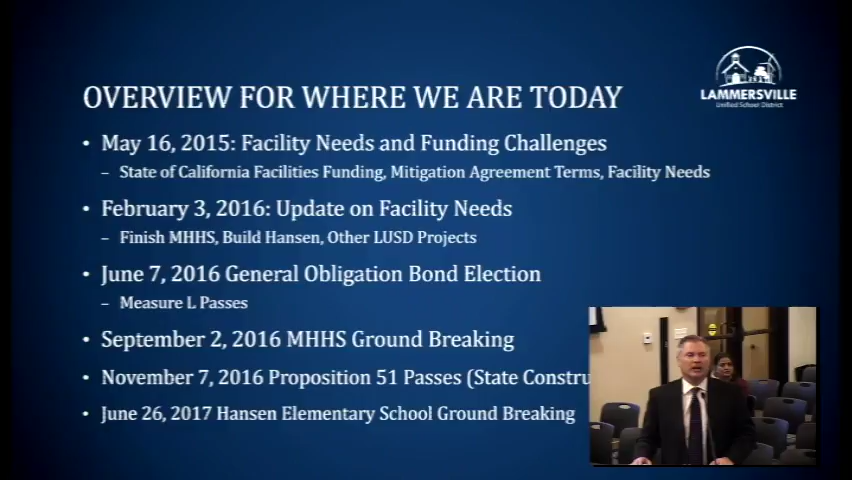 LAMMERSVILLE
Unified School District
OVERVIEW FOR WHERE WE ARE TODAY
• May 16, 2015: Facility Needs and Funding Challenges
– State of California Facilities Funding, Mitigation Agreement Terms, Facility Needs
• February 3, 2016: Update on Facility Needs
– Finish MHHS, Build Hansen, Other LUSD Projects
• June 7, 2016 General Obligation Bond Election
– Measure L Passes
• September 2, 2016 MHHS Ground Breaking
• November 7, 2016 Proposition 51 Passes (State Constru
• June 26, 2017 Hansen Elementary School Ground Breaking